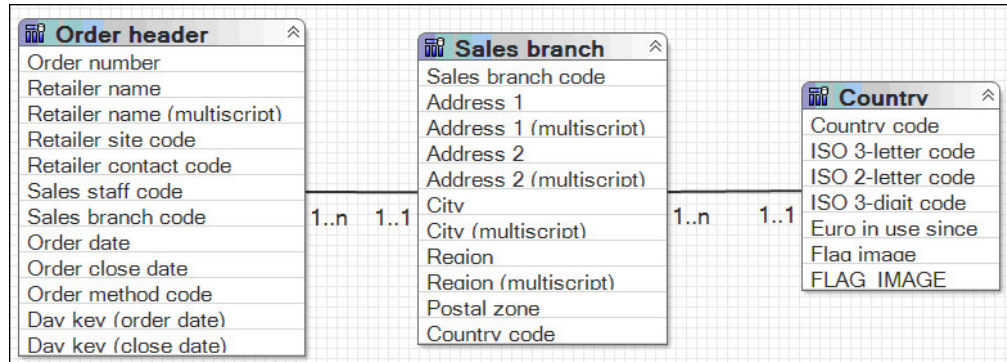 Order header
Order number
Retailer name
Retailer name (multiscript)
Retailer site code
Retailer contact code
Sales staff code
Sales branch code
Order date
Order close date
Order method code
Day key (order date)
Day key (close date)
1..n
1..1
Sales branch
Sales branch code
Address 1
Address 1 (multiscript)
Address 2
Address 2 (multiscript)
City
City (multiscript)
Region
Region (multiscript)
Postal zone
Country code
1..n
1..1
Country
Country code
ISO 3-letter code
ISO 2-letter code
ISO 3-digit code
Euro in use since
Flag image
FLAG_IMAGE